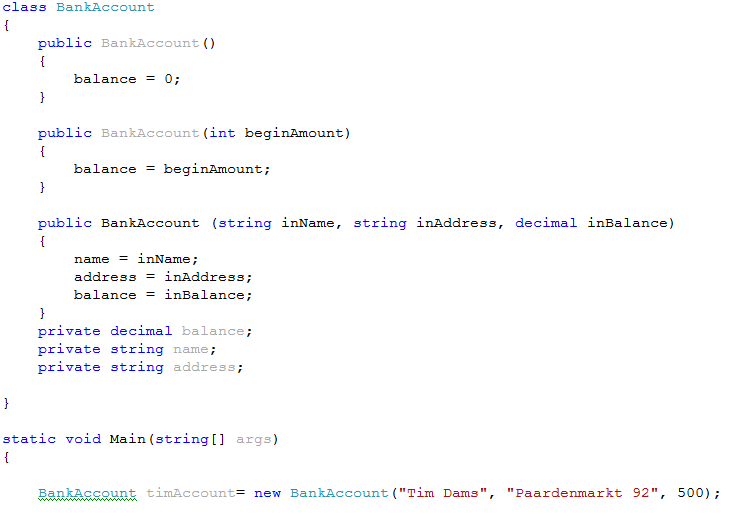 class BankAccount
{
public BankAccount()
{
balance = 0;
}
public BankAccount(int beginAmount)
{
balance = beginAmount;
}
public BankAccount (string inName, string inAddress, decimal inBalance)
{
name = inName;
address = inAddress;
balance = inBalance;
}
private decimal balance;
private string name;
private string address;
}
static void Main(string[] args)
{
BankAccount timAccount= new BankAccount("Tim Dams", "Paardenmarkt 92", 500);